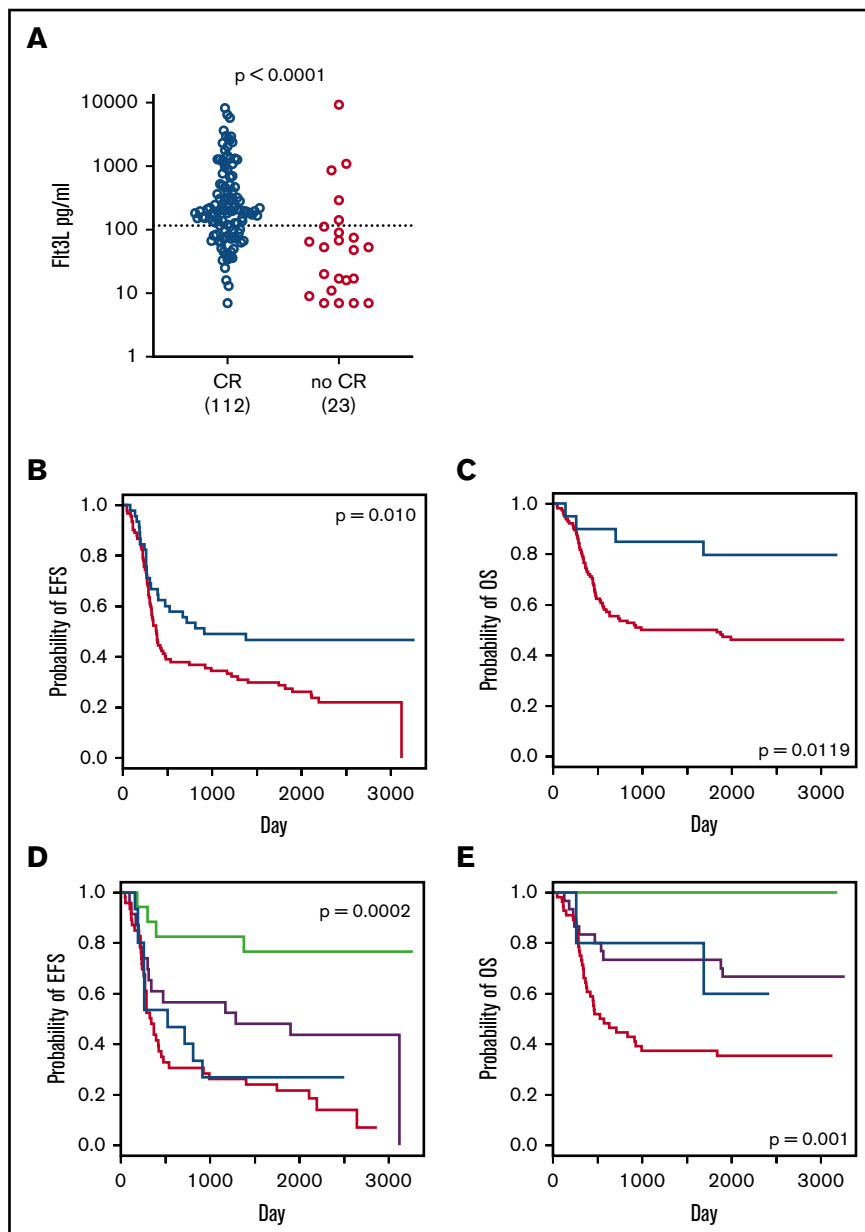 A
p < 0.0001
10000
1000
100
10
1
Flt3L pg/ml
CR
(112)
no CR
(23)
B
p = 0.010
1.0
0.8
0.6
0.4
0.2
0.0
Probability of EFS
0 1000 2000 3000
Day
C
1.0
0.8
0.6
0.4
0.2
0.0
Probability of OS
p = 0.0119
0 1000 2000 3000
Day
D
p = 0.0002
1.0
0.8
0.6
0.4
0.2
0.0
Probability of EFS
0 1000 2000 3000
Day
E
1.0
0.8
0.6
0.4
0.2
0.0
Probability of OS
p = 0.001
0 1000 2000 3000
Day